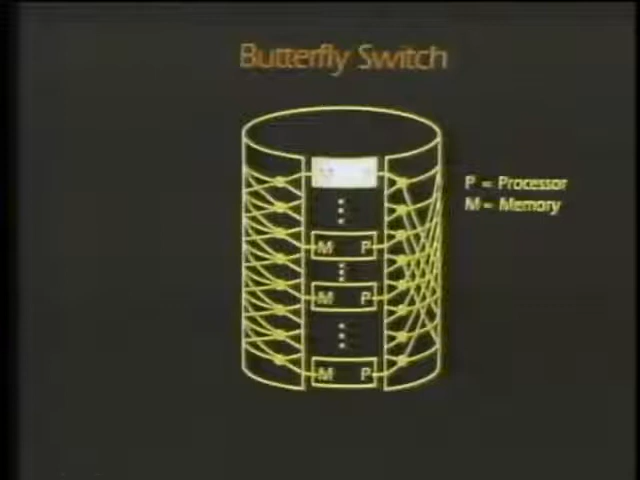 Butterfly Switch
P = Processor
M = Memory
M P
M P
M P